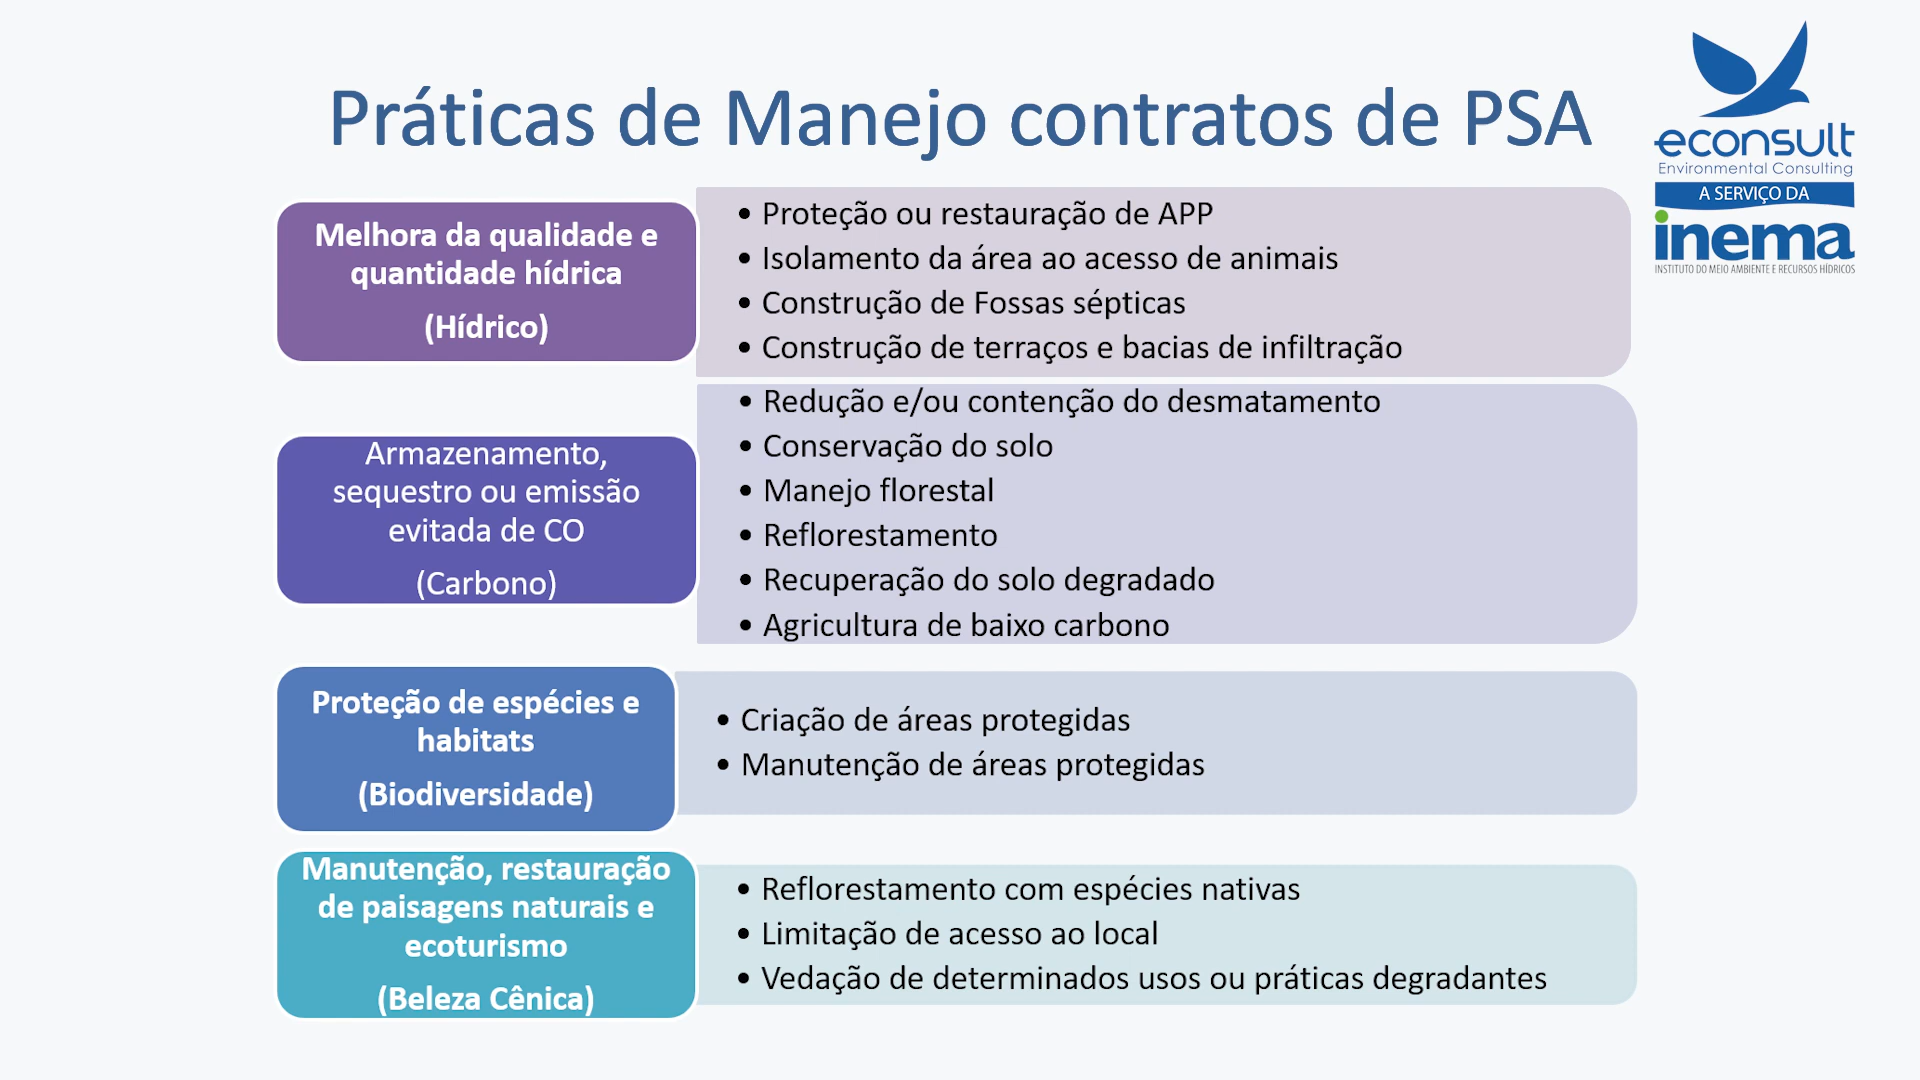 Práticas de Manejo contratos de PSA
econsult
Environmental Consulting
A SERVIÇO DA
inema
INSTITUTO DO MEIO AMBIENTE E RECURSOS HÍDRICOS
Melhora da qualidade e
quantidade hídrica
(Hídrico)
• Proteção ou restauração de APP
• Isolamento da área ao acesso de animais
• Construção de Fossas sépticas
• Construção de terraços e bacias de infiltração
Armazenamento,
sequestro ou emissão
evitada de CO
(Carbono)
• Redução e/ou contenção do desmatamento
• Conservação do solo
• Manejo florestal
• Reflorestamento
• Recuperação do solo degradado
• Agricultura de baixo carbono
Proteção de espécies e
habitats
(Biodiversidade)
• Criação de áreas protegidas
• Manutenção de áreas protegidas
Manutenção, restauração
de paisagens naturais e
ecoturismo
(Beleza Cênica)
• Reflorestamento com espécies nativas
• Limitação de acesso ao local
• Vedação de determinados usos ou práticas degradantes